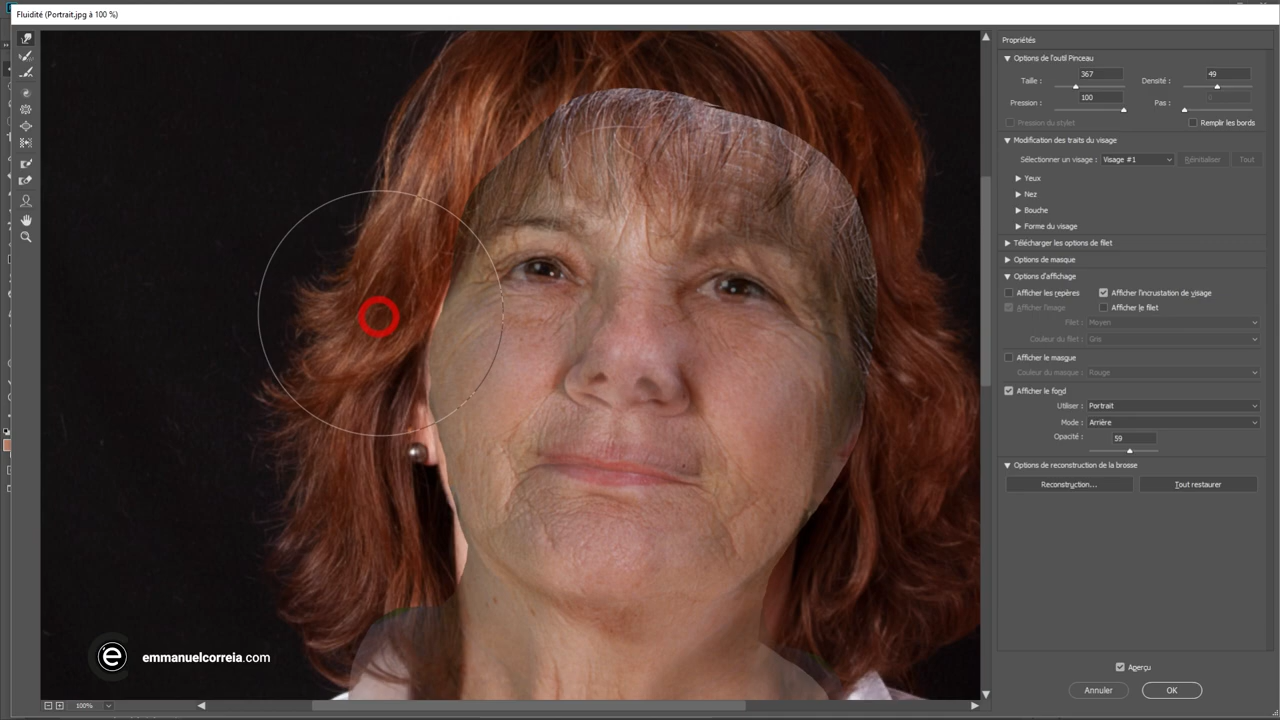 Fluidité (Portrait.jpg à 100 %)
Propriétés
Options de l'outil Pinceau
Taille : 367 Densité : 49
Pression : 100 Pas : 0
Pression du stylet Remplir les bords
Modification des traits du visage
Sélectionner un visage : Visage #1 Réinitialiser Tout
Yeux
Nez
Bouche
Forme du visage
Télécharger les options de filet
Options de masque
Options d'affichage
Afficher les repères Afficher l'incrustation de visage
Afficher l'image Afficher le filet
Filet : Moyen
Couleur du filet : Gris
Afficher le masque
Couleur du masque : Rouge
Afficher le fond
Utiliser : Portrait
Mode : Arrière
Opacité : 59
Options de reconstruction de la brosse
Reconstruction... Tout restaurer
e emmanuelcorreia.com
Aperçu
Annuler OK
100%